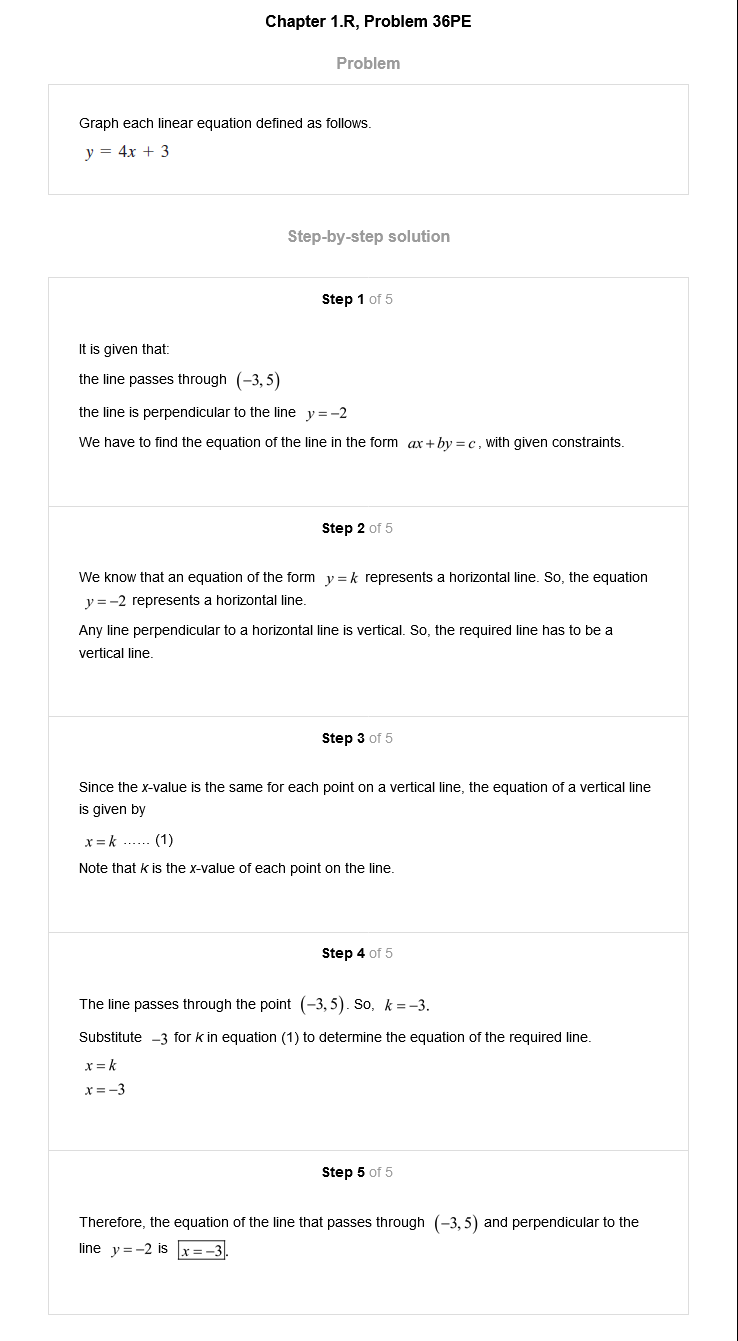 Chapter 1.R, Problem 36PE
Problem
Graph each linear equation defined as follows.
y = 4x + 3
Step-by-step solution
Step 1 of 5
It is given that:
the line passes through (−3, 5)
the line is perpendicular to the line y = −2
We have to find the equation of the line in the form ax + by = c, with given constraints.
Step 2 of 5
We know that an equation of the form y = k represents a horizontal line. So, the equation
y = −2 represents a horizontal line.
Any line perpendicular to a horizontal line is vertical. So, the required line has to be a
vertical line.
Step 3 of 5
Since the x-value is the same for each point on a vertical line, the equation of a vertical line
is given by
x = k ...... (1)
Note that k is the x-value of each point on the line.
Step 4 of 5
The line passes through the point (−3, 5). So, k = −3.
Substitute −3 for k in equation (1) to determine the equation of the required line.
x = k
x = −3
Step 5 of 5
Therefore, the equation of the line that passes through (−3, 5) and perpendicular to the
line y = −2 is x = −3.